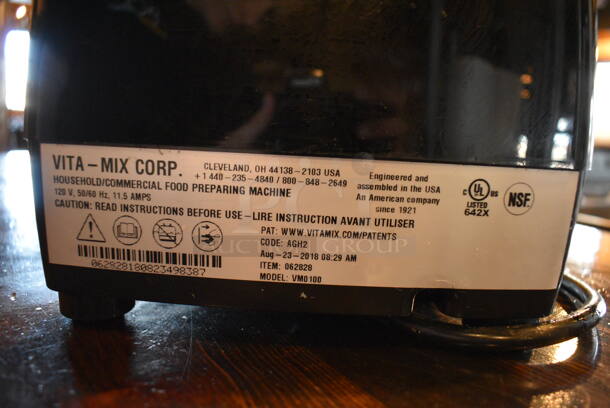 VITA-MIX CORP.
CLEVELAND, OH 44138-2103 USA
+1 440-235-4840 / 800-848-2649
HOUSEHOLD/COMMERCIAL FOOD PREPARING MACHINE
120 V, 50/60 Hz, 11.5 AMPS
Engineered and
assembled in the USA
An American company
since 1921
C UL US
LISTED
642X
NSF
CAUTION: READ INSTRUCTIONS BEFORE USE-LIRE INSTRUCTION AVANT UTILISER
PAT: WWW.VITAMIX.COM/PATENTS
CODE: AGH2
Aug-23-2018 08:29 AM
ITEM: 062828
MODEL: VM0100
062828180823498387